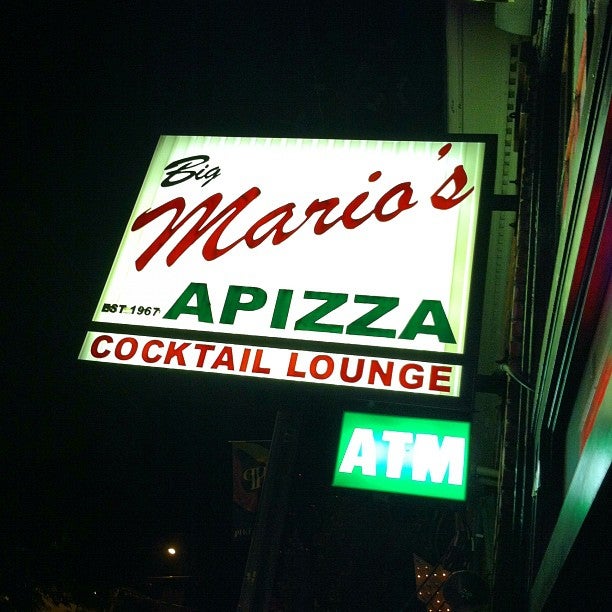 Big
Mario's
EST 1967 APIZZA
COCKTAIL LOUNGE
ATM